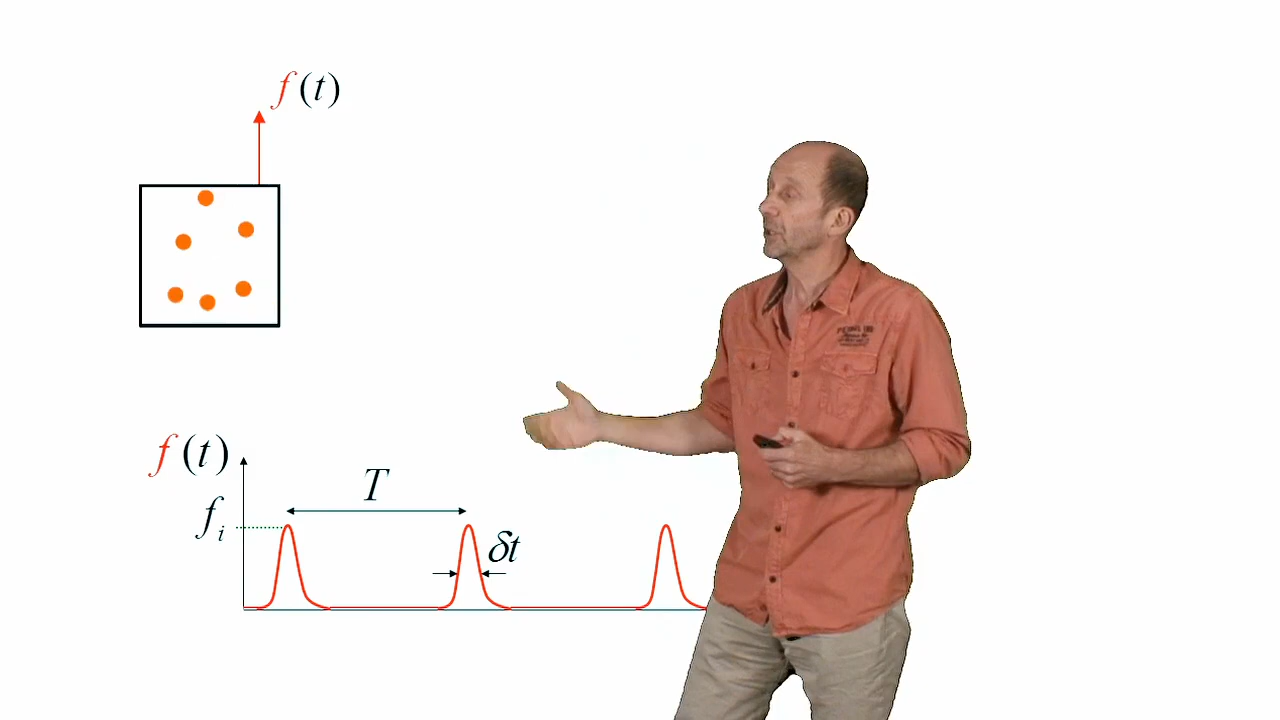 f (t)
f (t)
T
f_i
δt